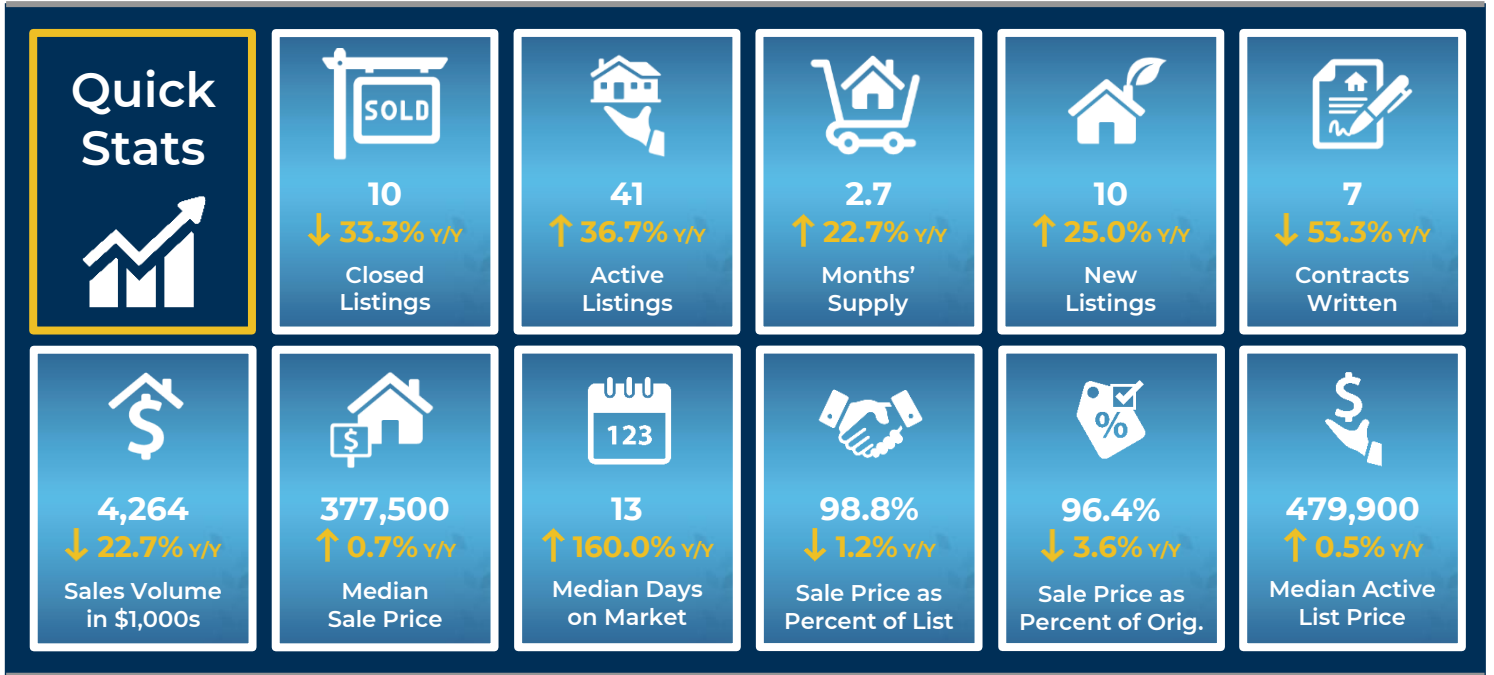 Quick
Stats
SOLD
10
↓ 33.3% Y/Y
Closed
Listings
41
↑ 36.7% Y/Y
Active
Listings
2.7
↑ 22.7% Y/Y
Months’
Supply
10
↑ 25.0% Y/Y
New
Listings
7
↓ 53.3% Y/Y
Contracts
Written
$
4,264
↓ 22.7% Y/Y
Sales Volume
in $1,000s
$
377,500
↑ 0.7% Y/Y
Median
Sale Price
123
13
↑ 160.0% Y/Y
Median Days
on Market
98.8%
↓ 1.2% Y/Y
Sale Price as
Percent of List
%
96.4%
↓ 3.6% Y/Y
Sale Price as
Percent of Orig.
$
479,900
↑ 0.5% Y/Y
Median Active
List Price